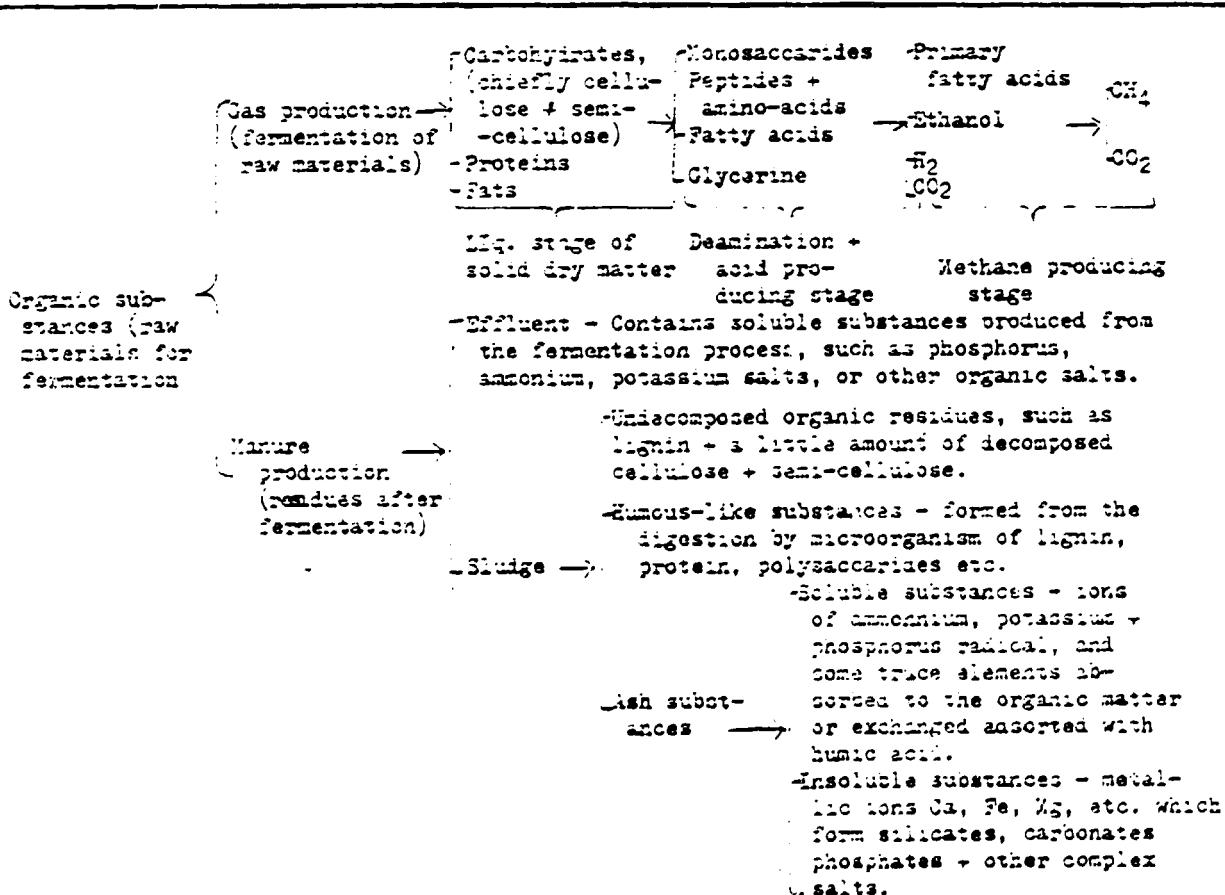 Organic sub-
stances (raw
materials for
fermentation
Gas production
(fermentation of
raw materials)
Carbohyirates,
(chiefly cellu-
lose + semi-
-cellulose)
-Proteins
-Fats
Monosaccarides
Peptides +
amino-acids
-Fatty acids
Glycerine
-Primary
fatty acids
-Ethanol
H2
CO2
CH4
CO2
Liq. stage of
solid dry matter
Deamination +
acid pro-
ducing stage
Methane producing
stage
Manure
production
(residues after
fermentation)
-Effluent - Contains soluble substances produced from
the fermentation process, such as phosphorus,
ammonium, potassium salts, or other organic salts.
Sludge
-Undecomposed organic residues, such as
lignin + a little amount of decomposed
cellulose + semi-cellulose.
-Humous-like substances - formed from the
digestion by microorganism of lignin,
protein, polysaccarides etc.
Ash subst-
ances
-Soluble substances - ions
of ammonnium, potassium +
phosphorus radical, and
some trace elements ab-
sorbed to the organic matter
or exchanged adsorted with
humic acid.
-Insoluble substances - metal-
lic ions Ca, Fe, Mg, etc. which
form silicates, carbonates
phosphates + other complex
salts.